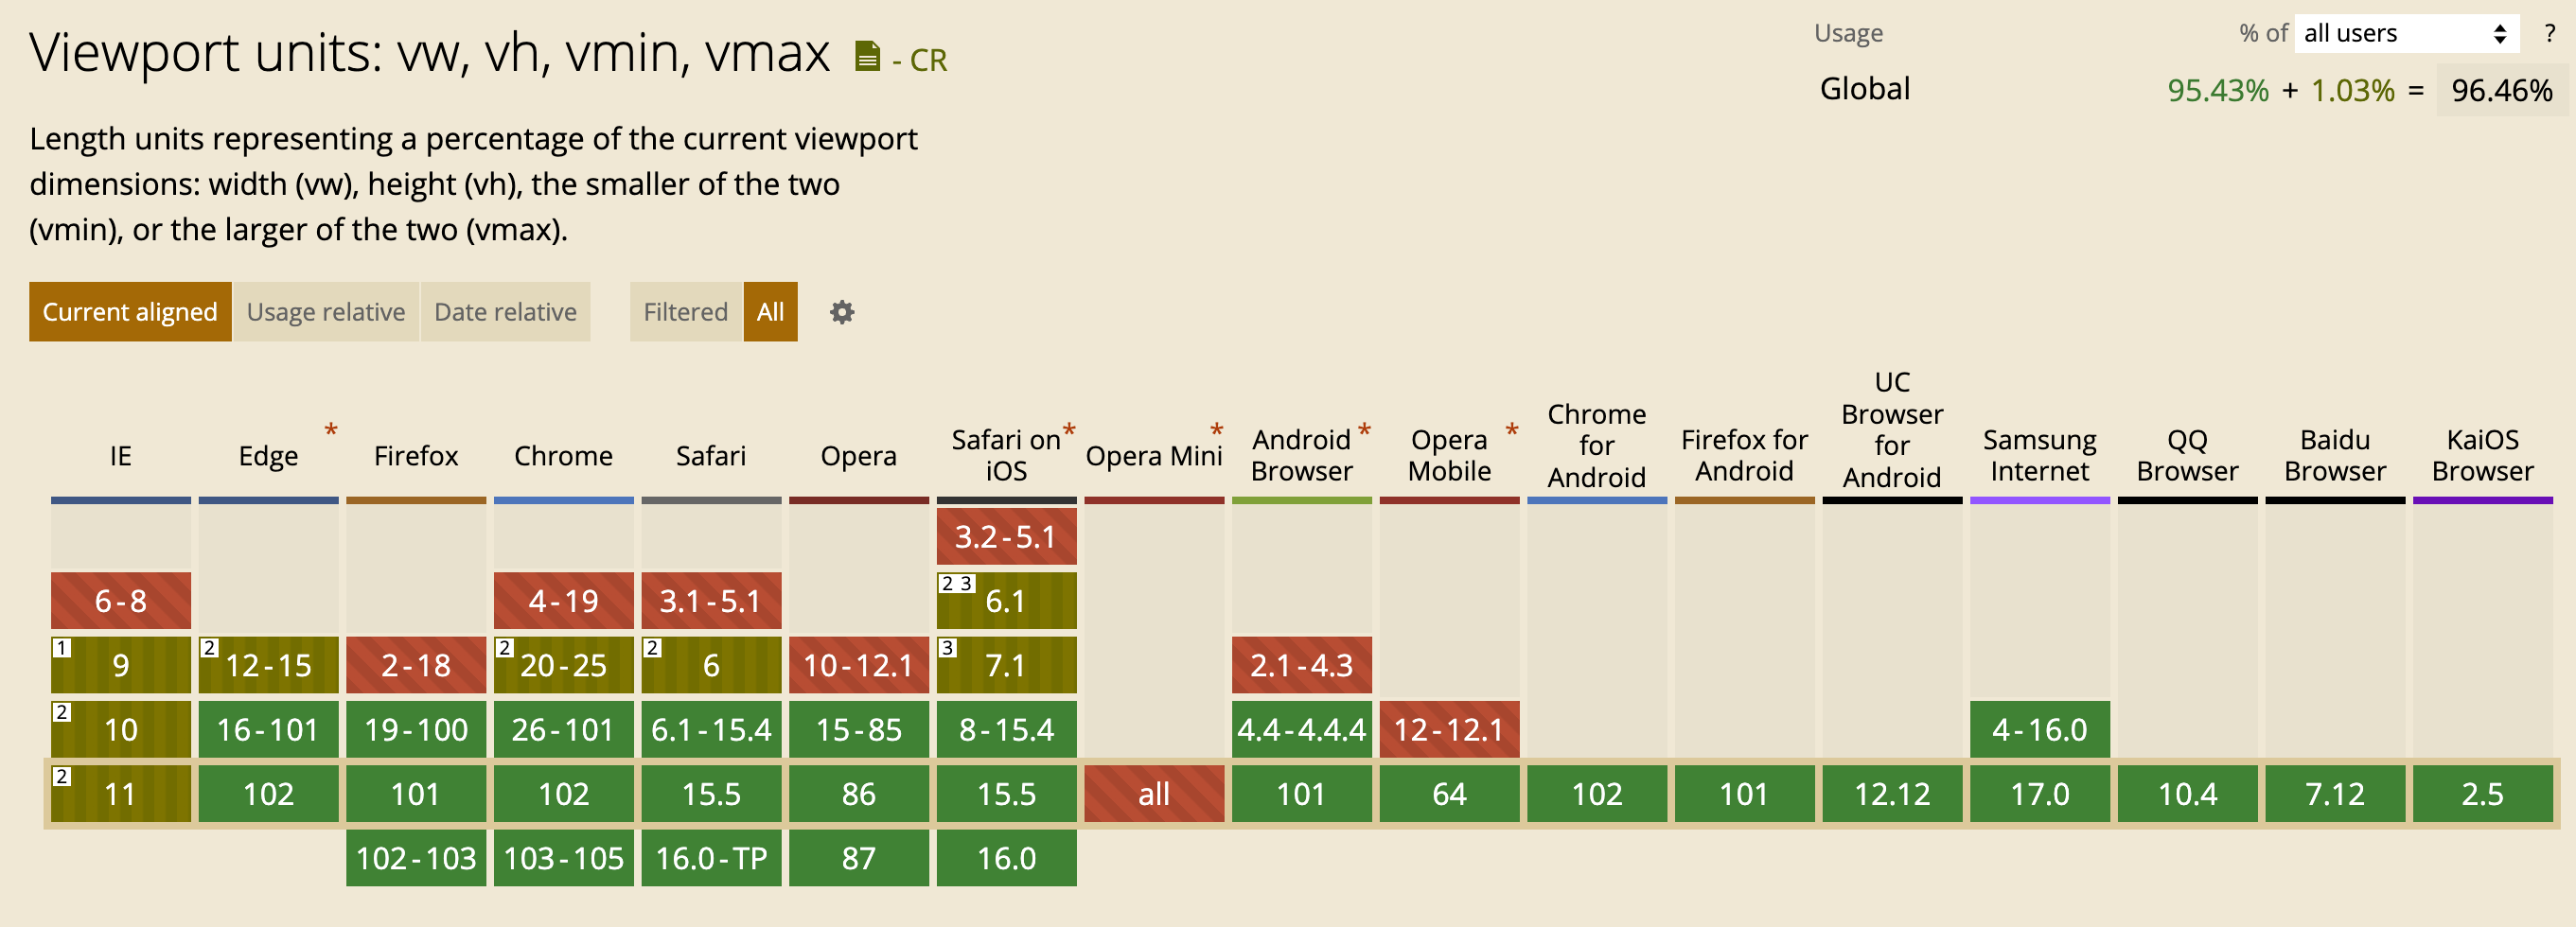 Viewport units: vw, vh, vmin, vmax - CR
Usage % of all users ?
Global 95.43% + 1.03% = 96.46%
Length units representing a percentage of the current viewport
dimensions: width (vw), height (vh), the smaller of the two
(vmin), or the larger of the two (vmax).
Current aligned Usage relative Date relative Filtered All
IE
Edge *
Firefox
Chrome
Safari
Opera
Safari on *
iOS
Opera Mini *
Android *
Browser
Opera *
Mobile
Chrome
for
Android
Firefox for
Android
UC
Browser
for
Android
Samsung
Internet
QQ
Browser
Baidu
Browser
KaiOS
Browser
3.2-5.1
6-8 4-19 3.1-5.1 2 3 6.1
1 9 2 12-15 2-18 2 20-25 2 6 10-12.1 3 7.1 2.1-4.3
2 10 16-101 19-100 26-101 6.1-15.4 15-85 8-15.4 4.4-4.4.4 12-12.1 4-16.0
2 11 102 101 102 15.5 86 15.5 all 101 64 102 101 12.12 17.0 10.4 7.12 2.5
102-103 103-105 16.0-TP 87 16.0